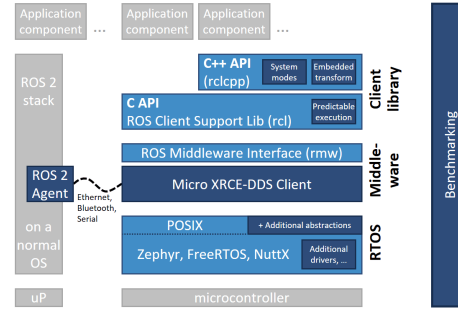 Application
component
...
Application
component
Application
component
...
C++ API
(rclcpp)
System
modes
Embedded
transform
Client
library
ROS 2
stack
C API
ROS Client Support Lib (rcl)
Predictable
execution
ROS Middleware Interface (rmw)
Middle-
ware
ROS 2
Agent
Ethernet,
Bluetooth,
Serial
Micro XRCE-DDS Client
on a
normal
OS
POSIX
+ Additional abstractions
Zephyr, FreeRTOS, NuttX
Additional
drivers, ...
RTOS
uP
microcontroller
Benchmarking